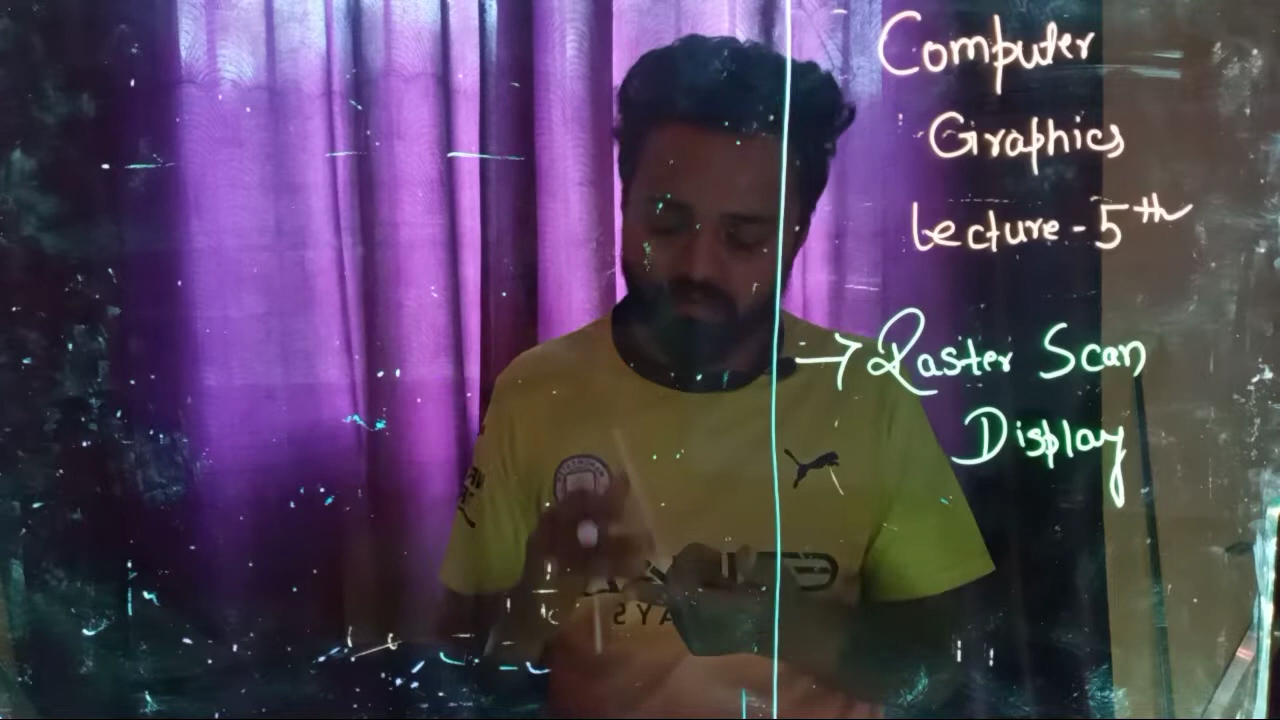 Computer
Graphics
Lecture - 5th
→ Raster Scan
Display